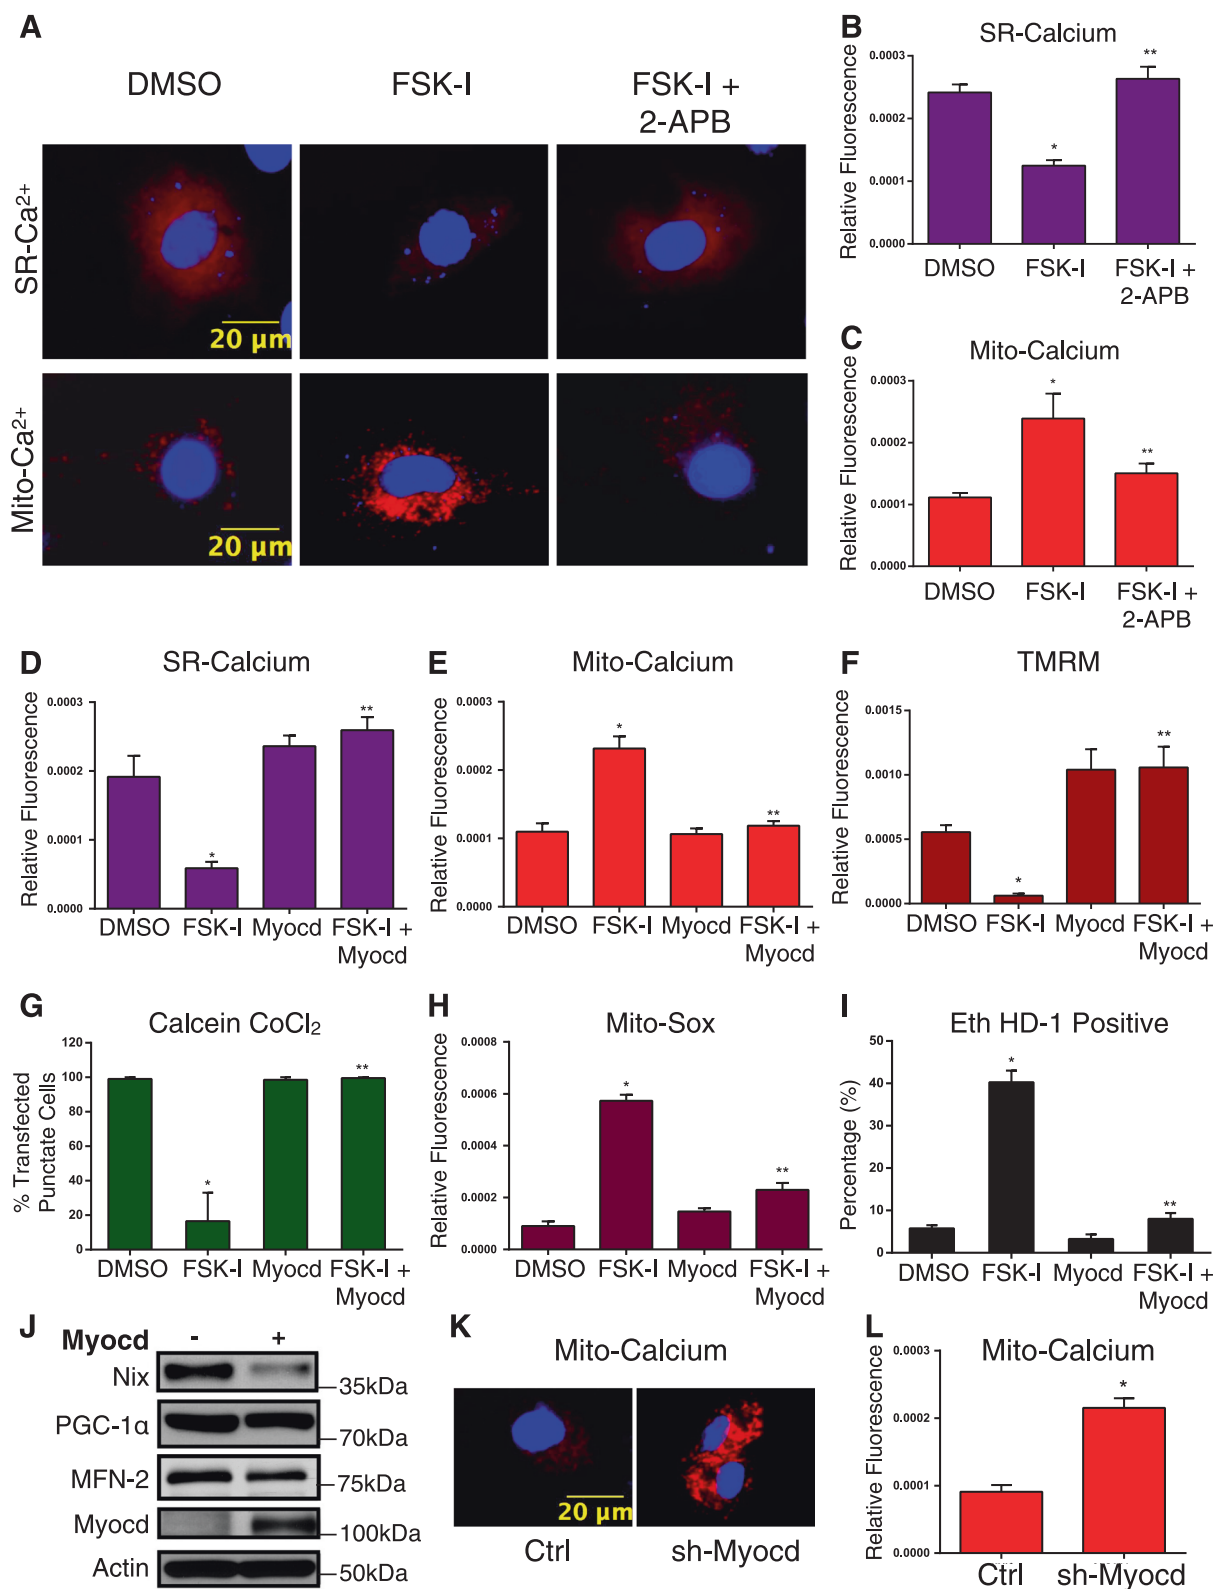 A
DMSO
FSK-I
FSK-I +
2-APB
SR-Ca²⁺
20 µm
Mito-Ca²⁺
20 µm
B
SR-Calcium
Relative Fluorescence
0.0003
0.0002
0.0001
0.0000
*
**
DMSO
FSK-I
FSK-I +
2-APB
C
Mito-Calcium
Relative Fluorescence
0.0003
0.0002
0.0001
0.0000
*
**
DMSO
FSK-I
FSK-I +
2-APB
D
SR-Calcium
Relative Fluorescence
0.0003
0.0002
0.0001
0.0000
*
**
DMSO FSK-I Myocd FSK-I +
Myocd
E
Mito-Calcium
Relative Fluorescence
0.0003
0.0002
0.0001
0.0000
*
**
DMSO FSK-I Myocd FSK-I +
Myocd
F
TMRM
Relative Fluorescence
0.0015
0.0010
0.0005
0.0000
*
**
DMSO FSK-I Myocd FSK-I +
Myocd
G
Calcein CoCl₂
% Transfected
Punctate Cells
120
100
80
60
40
20
0
*
**
DMSO FSK-I Myocd FSK-I +
Myocd
H
Mito-Sox
Relative Fluorescence
0.0008
0.0006
0.0004
0.0002
0.0000
*
**
DMSO FSK-I Myocd FSK-I +
Myocd
I
Eth HD-1 Positive
Percentage (%)
50
40
30
20
10
0
*
**
DMSO FSK-I Myocd FSK-I +
Myocd
J
Myocd - +
Nix
35kDa
PGC-1α
70kDa
MFN-2
75kDa
Myocd
100kDa
Actin
50kDa
K
Mito-Calcium
20 µm
Ctrl
sh-Myocd
L
Mito-Calcium
Relative Fluorescence
0.0003
0.0002
0.0001
0.0000
*
Ctrl
sh-Myocd